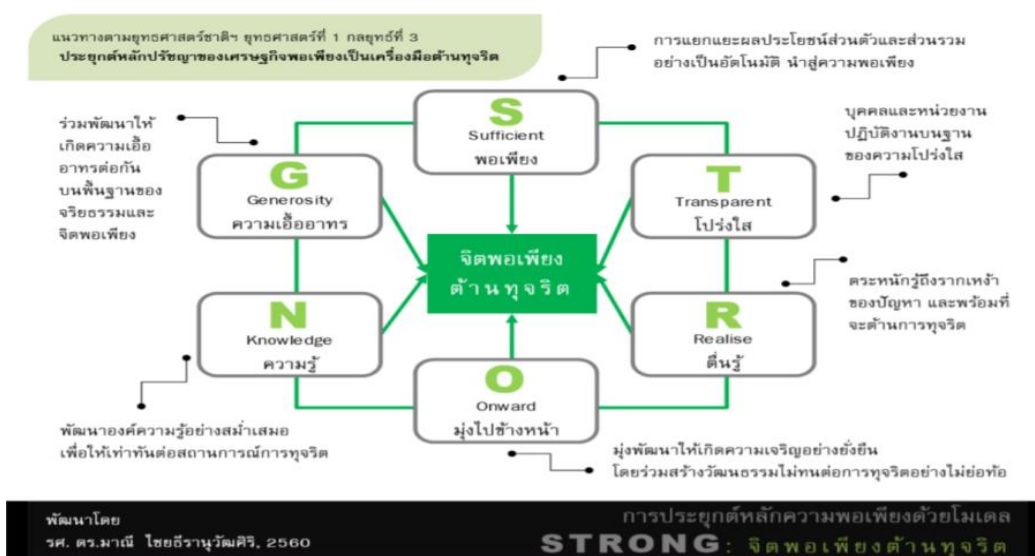 แนวทางตามยุทธศาสตร์ชาติฯ ยุทธศาสตร์ที่ 1 กลยุทธ์ที่ 3
ประยุกต์หลักปรัชญาของเศรษฐกิจพอเพียงเป็นเครื่องมือต้านทุจริต
การแยกแยะผลประโยชน์ส่วนตัวและส่วนรวม
อย่างเป็นอัตโนมัติ นำสู่ความพอเพียง
S
Sufficient
พอเพียง
บุคคลและหน่วยงาน
ปฏิบัติงานบนฐาน
ของความโปร่งใส
T
Transparent
โปร่งใส
ตระหนักรู้ถึงรากเหง้า
ของปัญหา และพร้อมที่
จะต้านการทุจริต
R
Realise
ตื่นรู้
O
Onward
มุ่งไปข้างหน้า
มุ่งพัฒนาให้เกิดความเจริญอย่างยั่งยืน
โดยร่วมสร้างวัฒนธรรมไม่ทนต่อการทุจริตอย่างไม่ย่อท้อ
N
Knowledge
ความรู้
พัฒนาองค์ความรู้อย่างสม่ำเสมอ
เพื่อให้เท่าทันต่อสถานการณ์การทุจริต
G
Generosity
ความเอื้ออาทร
ร่วมพัฒนาให้
เกิดความเอื้อ
อาทรต่อกัน
บนพื้นฐานของ
จริยธรรมและ
จิตพอเพียง
จิตพอเพียง
ต้านทุจริต
พัฒนาโดย
รศ. ดร.มาณี ไชยธีรานุวัฒศิริ, 2560
การประยุกต์หลักความพอเพียงด้วยโมเดล
STRONG: จิตพอเพียงต้านทุจริต